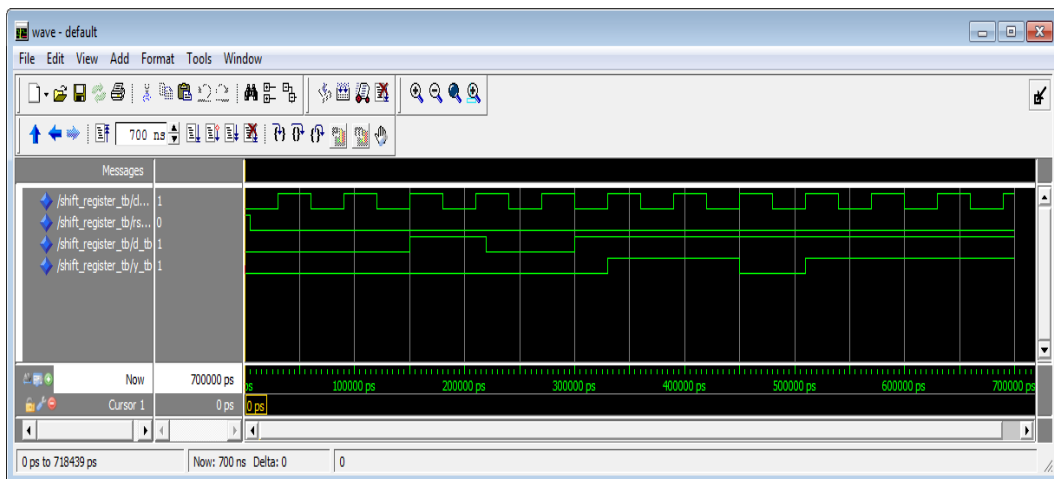 wave - default
File Edit View Add Format Tools Window
700 ns
Messages
/shift_register_tb/d... 1
/shift_register_tb/rs... 0
/shift_register_tb/d_tb 1
/shift_register_tb/y_tb 1
Now 700000 ps
ps 100000 ps 200000 ps 300000 ps 400000 ps 500000 ps 600000 ps 700000 ps
Cursor 1 0 ps 0 ps
0 ps to 718439 ps Now: 700 ns Delta: 0 0